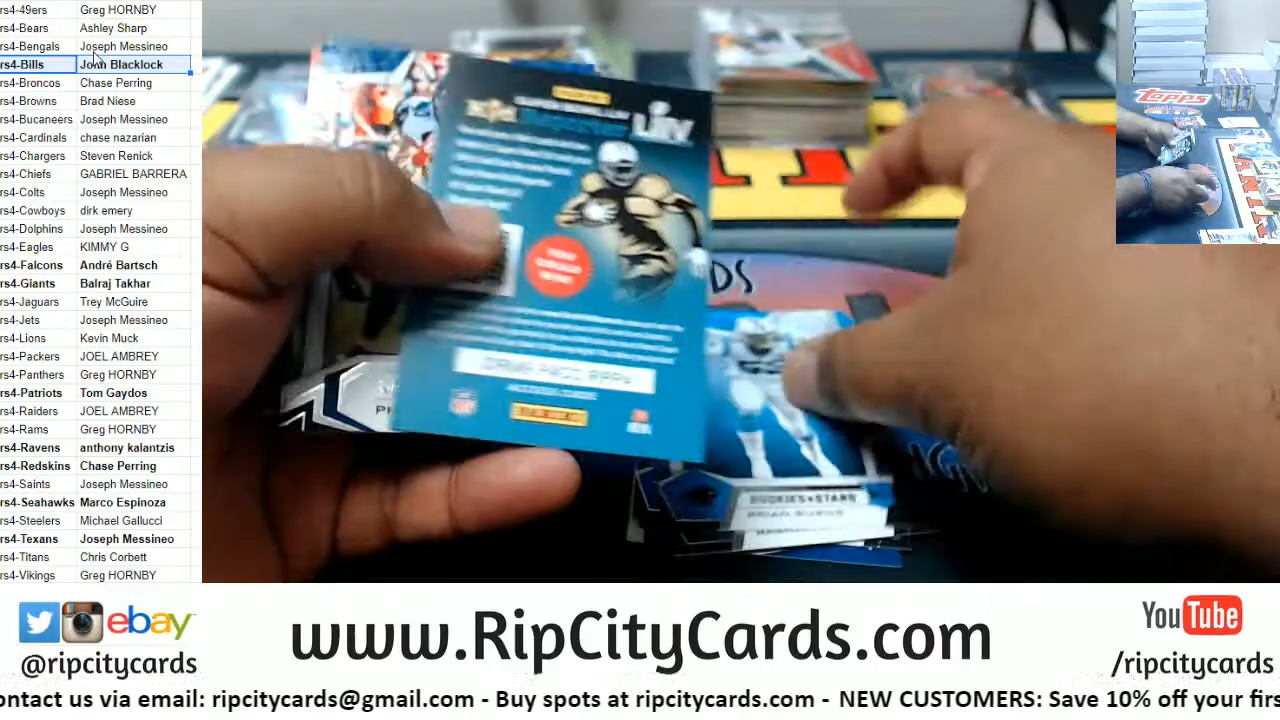 rs4-49ers Greg HORNBY
rs4-Bears Ashley Sharp
rs4-Bengals Joseph Messineo
rs4-Bills John Blacklock
rs4-Broncos Chase Perring
rs4-Browns Brad Niese
rs4-Bucaneers Joseph Messineo
rs4-Cardinals chase nazarian
rs4-Chargers Steven Renick
rs4-Chiefs GABRIEL BARRERA
rs4-Colts Joseph Messineo
rs4-Cowboys dirk emery
rs4-Dolphins Joseph Messineo
rs4-Eagles KIMMY G
rs4-Falcons André Bartsch
rs4-Giants Balraj Takhar
rs4-Jaguars Trey McGuire
rs4-Jets Joseph Messineo
rs4-Lions Kevin Muck
rs4-Packers JOEL AMBREY
rs4-Panthers Greg HORNBY
rs4-Patriots Tom Gaydos
rs4-Raiders JOEL AMBREY
rs4-Rams Greg HORNBY
rs4-Ravens anthony kalantzis
rs4-Redskins Chase Perring
rs4-Saints Joseph Messineo
rs4-Seahawks Marco Espinoza
rs4-Steelers Michael Gallucci
rs4-Texans Joseph Messineo
rs4-Titans Chris Corbett
rs4-Vikings Greg HORNBY
LIV
PANINI
ROOKIES & STARS
BRIAN BURNS
Topps
ebay
@ripcitycards
www.RipCityCards.com
YouTube
/ripcitycards
ontact us via email: ripcitycards@gmail.com - Buy spots at ripcitycards.com - NEW CUSTOMERS: Save 10% off your firs